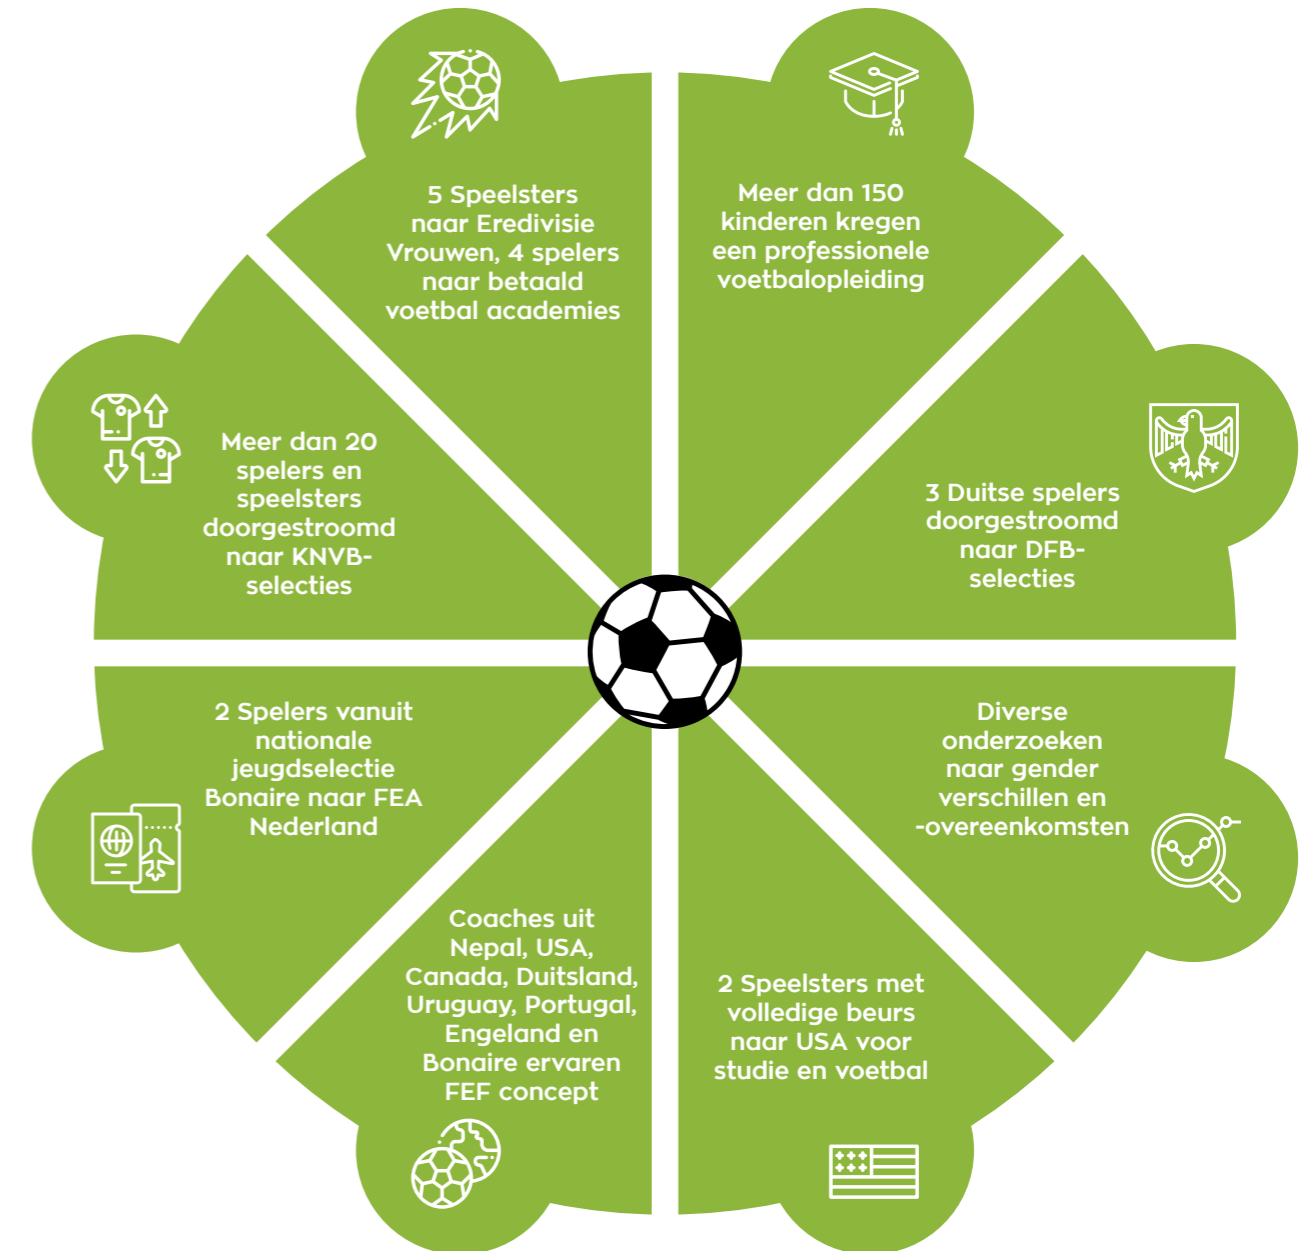 5 Speelsters
naar Eredivisie
Vrouwen, 4 spelers
naar betaald
voetbal academies
Meer dan 150
kinderen kregen
een professionele
voetbalopleiding
3 Duitse spelers
doorgestroomd
naar DFB-
selecties
Diverse
onderzoeken
naar gender
verschillen en
-overeenkomsten
2 Speelsters met
volledige beurs
naar USA voor
studie en voetbal
Coaches uit
Nepal, USA,
Canada, Duitsland,
Uruguay, Portugal,
Engeland en
Bonaire ervaren
FEF concept
2 Spelers vanuit
nationale
jeugdselectie
Bonaire naar FEA
Nederland
Meer dan 20
spelers en
speelsters
doorgestroomd
naar KNVB-
selecties